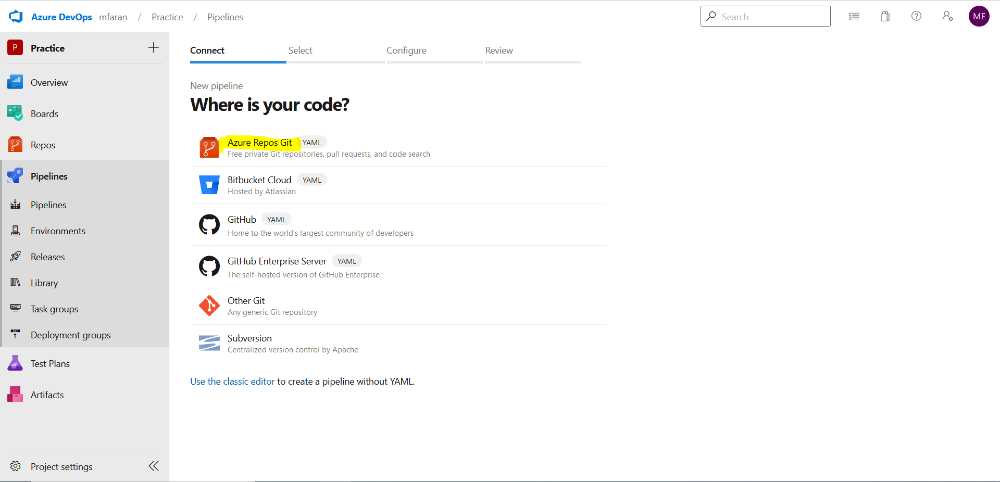 Azure DevOps mfaran / Practice / Pipelines
Search
MF
P Practice
Overview
Boards
Repos
Pipelines
Pipelines
Environments
Releases
Library
Task groups
Deployment groups
Test Plans
Artifacts
Project settings
Connect Select Configure Review
New pipeline
Where is your code?
Azure Repos Git YAML
Free private Git repositories, pull requests, and code search
Bitbucket Cloud YAML
Hosted by Atlassian
GitHub YAML
Home to the world's largest community of developers
GitHub Enterprise Server YAML
The self-hosted version of GitHub Enterprise
Other Git
Any generic Git repository
Subversion
Centralized version control by Apache
Use the classic editor to create a pipeline without YAML.